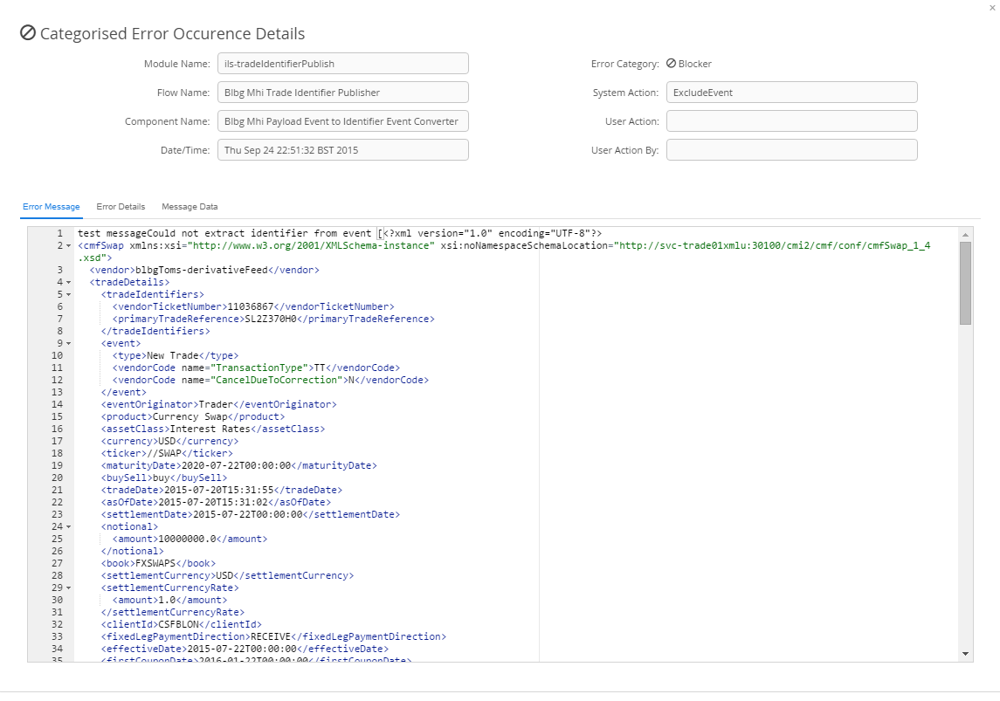 ×
Categorised Error Occurence Details
Module Name: ils-tradeIdentifierPublish
Error Category: Blocker
Flow Name: Blbg Mhi Trade Identifier Publisher
System Action: ExcludeEvent
Component Name: Blbg Mhi Payload Event to Identifier Event Converter
User Action:
Date/Time: Thu Sep 24 22:51:32 BST 2015
User Action By:
Error Message Error Details Message Data
1 test messageCould not extract identifier from event [<?xml version="1.0" encoding="UTF-8"?>
2 <cmfSwap xmlns:xsi="http://www.w3.org/2001/XMLSchema-instance" xsi:noNamespaceSchemaLocation="http://svc-trade01xmlu:30100/cmi2/cmf/conf/cmfSwap_1_4
.xsd">
3 <vendor>blbgToms-derivativeFeed</vendor>
4 <tradeDetails>
5 <tradeIdentifiers>
6 <vendorTicketNumber>11036867</vendorTicketNumber>
7 <primaryTradeReference>SL2Z370H0</primaryTradeReference>
8 </tradeIdentifiers>
9 <event>
10 <type>New Trade</type>
11 <vendorCode name="TransactionType">TT</vendorCode>
12 <vendorCode name="CancelDueToCorrection">N</vendorCode>
13 </event>
14 <eventOriginator>Trader</eventOriginator>
15 <product>Currency Swap</product>
16 <assetClass>Interest Rates</assetClass>
17 <currency>USD</currency>
18 <ticker>//SWAP</ticker>
19 <maturityDate>2020-07-22T00:00:00</maturityDate>
20 <buySell>buy</buySell>
21 <tradeDate>2015-07-20T15:31:55</tradeDate>
22 <asOfDate>2015-07-20T15:31:02</asOfDate>
23 <settlementDate>2015-07-22T00:00:00</settlementDate>
24 <notional>
25 <amount>10000000.0</amount>
26 </notional>
27 <book>FXSWAPS</book>
28 <settlementCurrency>USD</settlementCurrency>
29 <settlementCurrencyRate>
30 <amount>1.0</amount>
31 </settlementCurrencyRate>
32 <clientId>CSFBLON</clientId>
33 <fixedLegPaymentDirection>RECEIVE</fixedLegPaymentDirection>
34 <effectiveDate>2015-07-22T00:00:00</effectiveDate>
35 <firstCouponDate>2016-01-22T00:00:00</firstCouponDate>